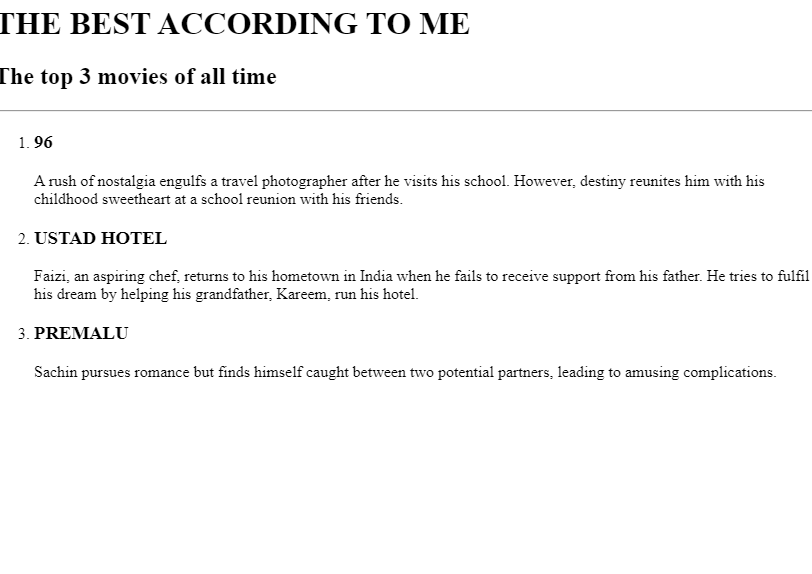 THE BEST ACCORDING TO ME
The top 3 movies of all time
1. 96
A rush of nostalgia engulfs a travel photographer after he visits his school. However, destiny reunites him with his
childhood sweetheart at a school reunion with his friends.
2. USTAD HOTEL
Faizi, an aspiring chef, returns to his hometown in India when he fails to receive support from his father. He tries to fulfil
his dream by helping his grandfather, Kareem, run his hotel.
3. PREMALU
Sachin pursues romance but finds himself caught between two potential partners, leading to amusing complications.